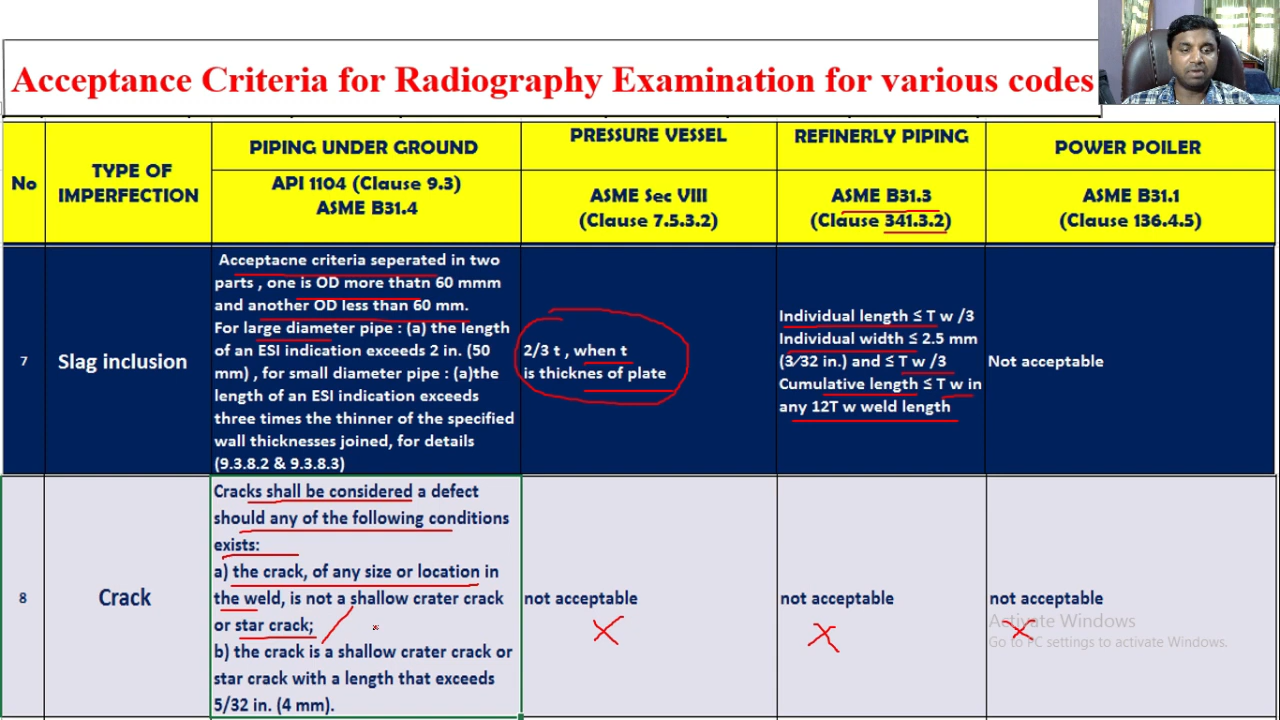 Acceptance Criteria for Radiography Examination for various codes
No
TYPE OF
IMPERFECTION
PIPING UNDER GROUND
API 1104 (Clause 9.3)
ASME B31.4
PRESSURE VESSEL
ASME Sec VIII
(Clause 7.5.3.2)
REFINERLY PIPING
ASME B31.3
(Clause 341.3.2)
POWER POILER
ASME B31.1
(Clause 136.4.5)
7
Slag inclusion
Acceptacne criteria seperated in two
parts , one is OD more thatn 60 mmm
and another OD less than 60 mm.
For large diameter pipe : (a) the length
of an ESI indication exceeds 2 in. (50
mm) , for small diameter pipe : (a)the
length of an ESI indication exceeds
three times the thinner of the specified
wall thicknesses joined, for details
(9.3.8.2 & 9.3.8.3)
2/3 t , when t
is thicknes of plate
Individual length ≤ T w /3
Individual width ≤ 2.5 mm
(3/32 in.) and ≤ T w /3
Cumulative length ≤ T w in
any 12T w weld length
Not acceptable
8
Crack
Cracks shall be considered a defect
should any of the following conditions
exists:
a) the crack, of any size or location in
the weld, is not a shallow crater crack
or star crack;
b) the crack is a shallow crater crack or
star crack with a length that exceeds
5/32 in. (4 mm).
not acceptable
not acceptable
not acceptable
Activate Windows
Go to PC settings to activate Windows.